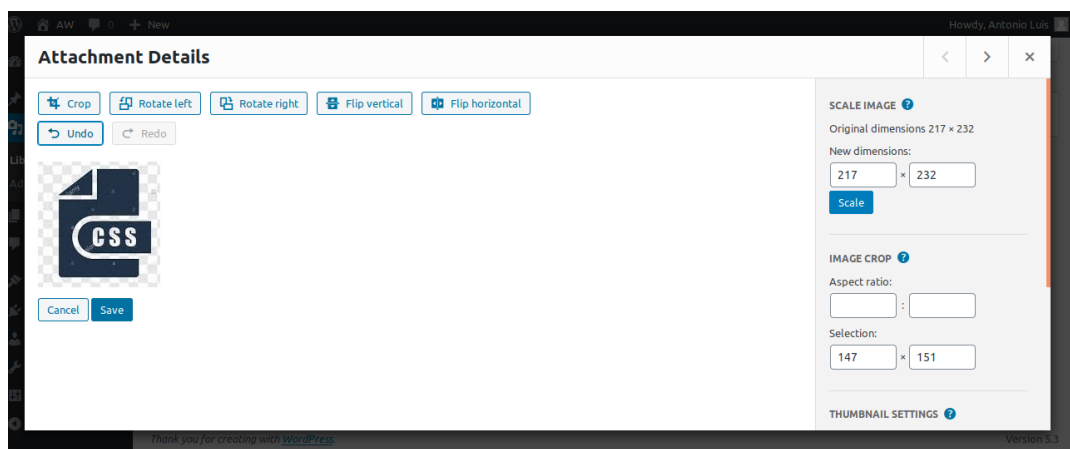 AW 0 + New Howdy, Antonio Luis
Attachment Details
Crop Rotate left Rotate right Flip vertical Flip horizontal
Undo Redo
CSS
Cancel Save
SCALE IMAGE ?
Original dimensions 217 × 232
New dimensions:
217 × 232
Scale
IMAGE CROP ?
Aspect ratio:
:
Selection:
147 × 151
THUMBNAIL SETTINGS ?
Lib
Ad
Thank you for creating with WordPress. Version 5.3